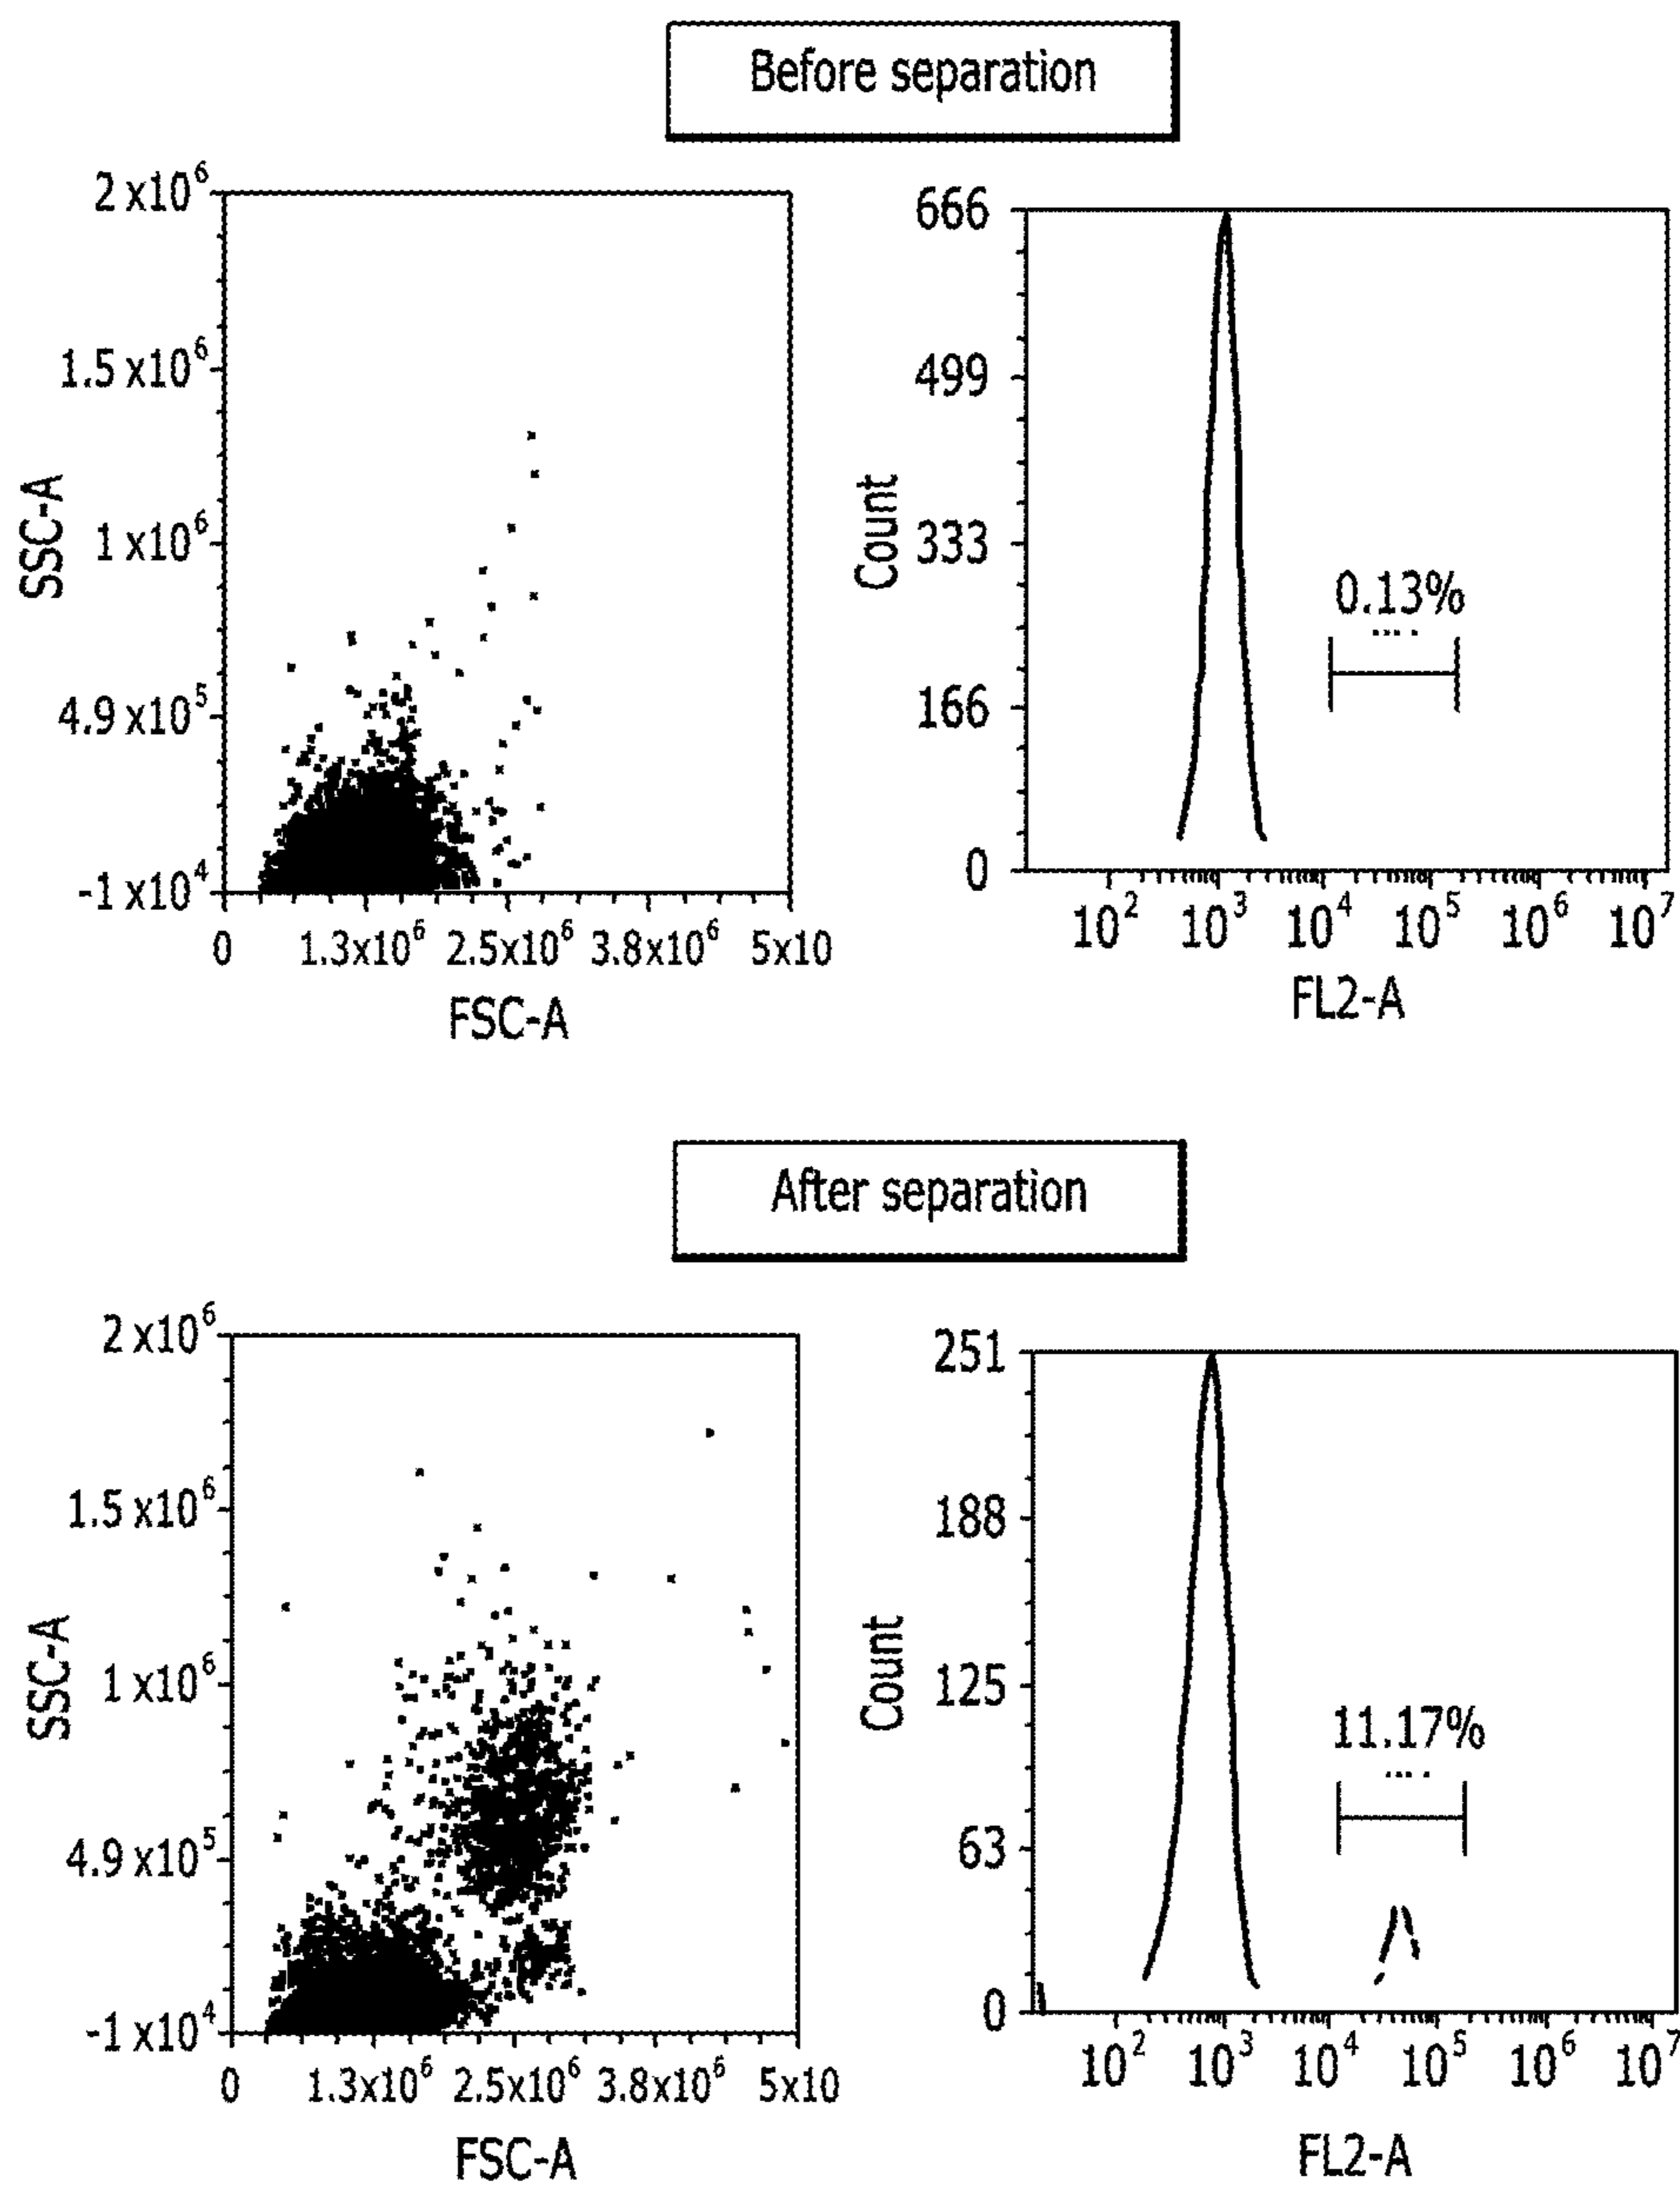 Before separation
2 x10⁶
1.5 x10⁶
1 x10⁶
4.9 x10⁵
-1 x10⁴
SSC-A
0 1.3x10⁶ 2.5x10⁶ 3.8x10⁶ 5x10
FSC-A
666
499
333
166
0
Count
0.13%
10² 10³ 10⁴ 10⁵ 10⁶ 10⁷
FL2-A
After separation
2 x10⁶
1.5 x10⁶
1 x10⁶
4.9 x10⁵
-1 x10⁴
SSC-A
0 1.3x10⁶ 2.5x10⁶ 3.8x10⁶ 5x10
FSC-A
251
188
125
63
0
Count
11.17%
10² 10³ 10⁴ 10⁵ 10⁶ 10⁷
FL2-A